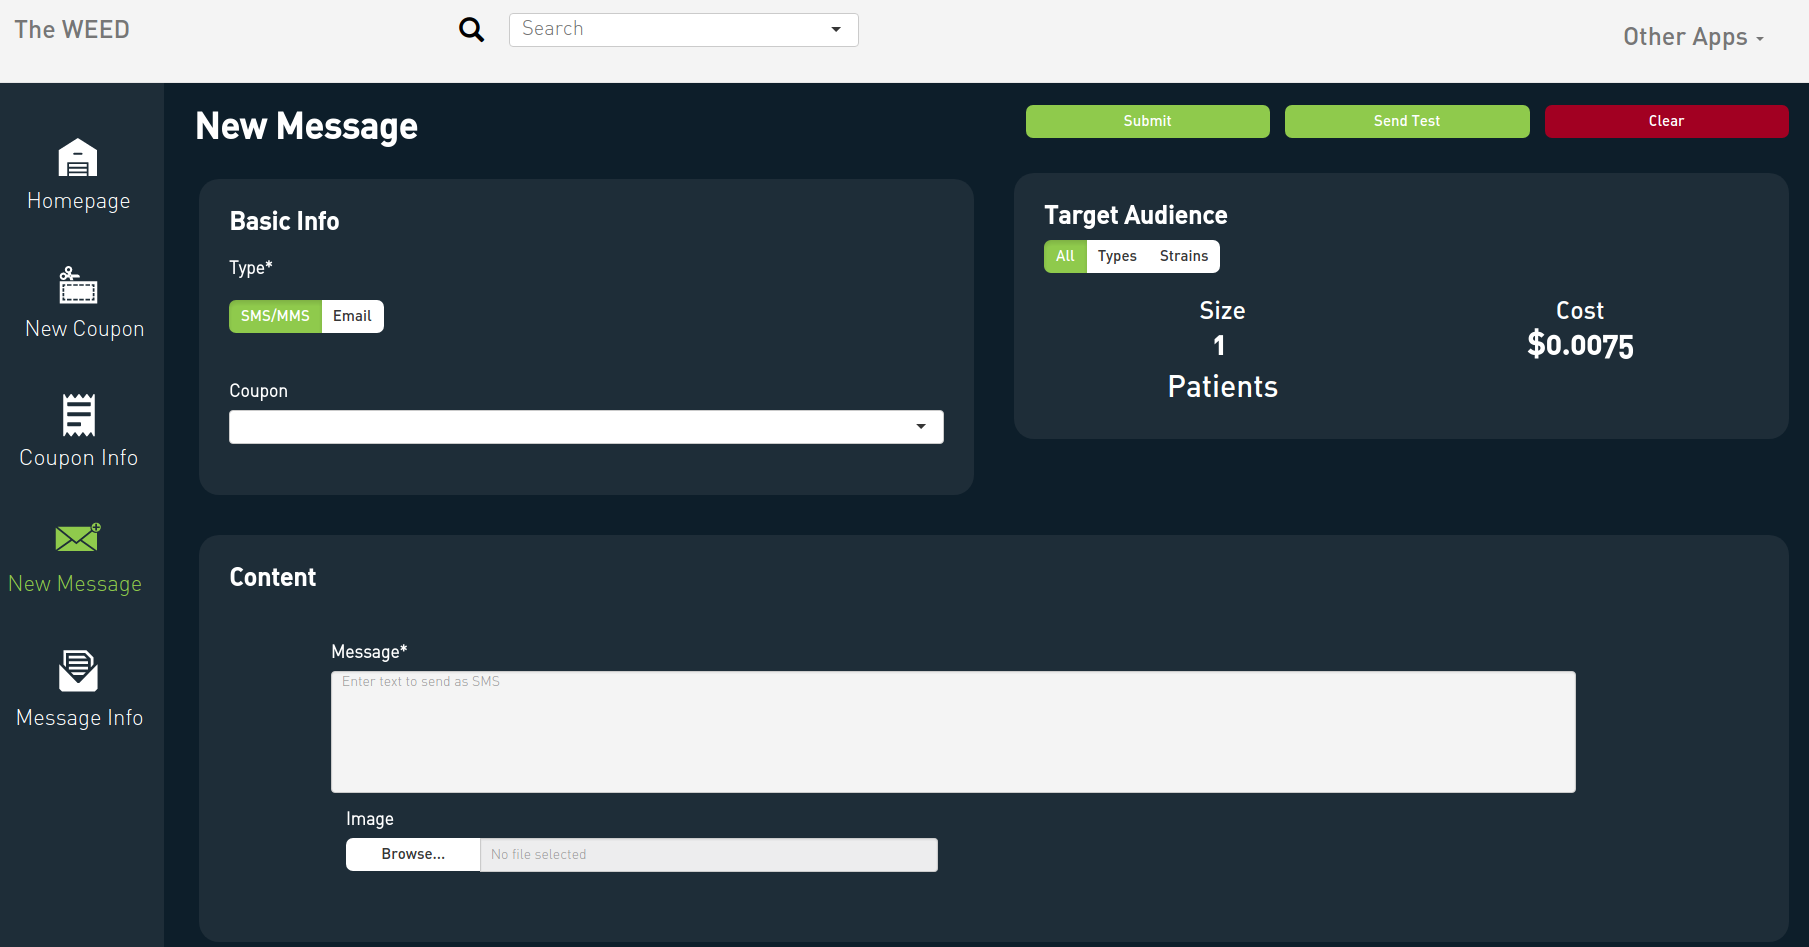 The WEED
Search
Other Apps
Homepage
New Coupon
Coupon Info
New Message
Message Info
New Message
Submit
Send Test
Clear
Basic Info
Type*
SMS/MMS
Email
Coupon
Target Audience
All
Types
Strains
Size
1
Patients
Cost
$0.0075
Content
Message*
Enter text to send as SMS
Image
Browse...
No file selected